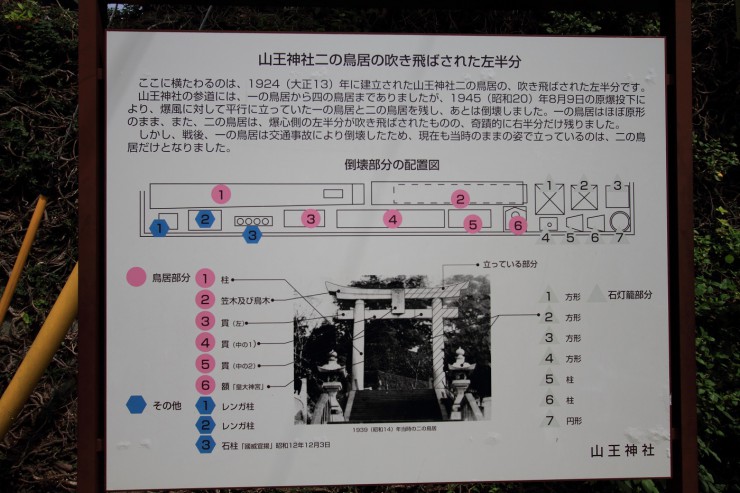 山王神社二の鳥居の吹き飛ばされた左半分
ここに横たわるのは、1924（大正13）年に建立された山王神社二の鳥居の、吹き飛ばされた左半分です。
山王神社の参道には、一の鳥居から四の鳥居までありましたが、1945（昭和20）年8月9日の原爆投下に
より、爆風に対して平行に立っていた一の鳥居と二の鳥居を残し、あとは倒壊しました。一の鳥居はほぼ原形
のまま、また、二の鳥居は、爆心側の左半分が吹き飛ばされたものの、奇蹟的に右半分だけ残りました。
しかし、戦後、一の鳥居は交通事故により倒壊したため、現在も当時のままの姿で立っているのは、二の鳥
居だけとなりました。
倒壊部分の配置図
1 2 1 2 3
1 2 3 3 4 5 6 4 5 6 7
立っている部分
鳥居部分
1 柱
2 笠木及び島木
3 貫（左）
4 貫（中の1）
5 貫（中の2）
6 額「皇大神宮」
その他
1 レンガ柱
2 レンガ柱
3 石柱「國威宣揚」昭和12年12月3日
1939（昭和14）年当時の二の鳥居
石灯籠部分
1 方形
2 方形
3 方形
4 方形
5 柱
6 柱
7 円形
山王神社